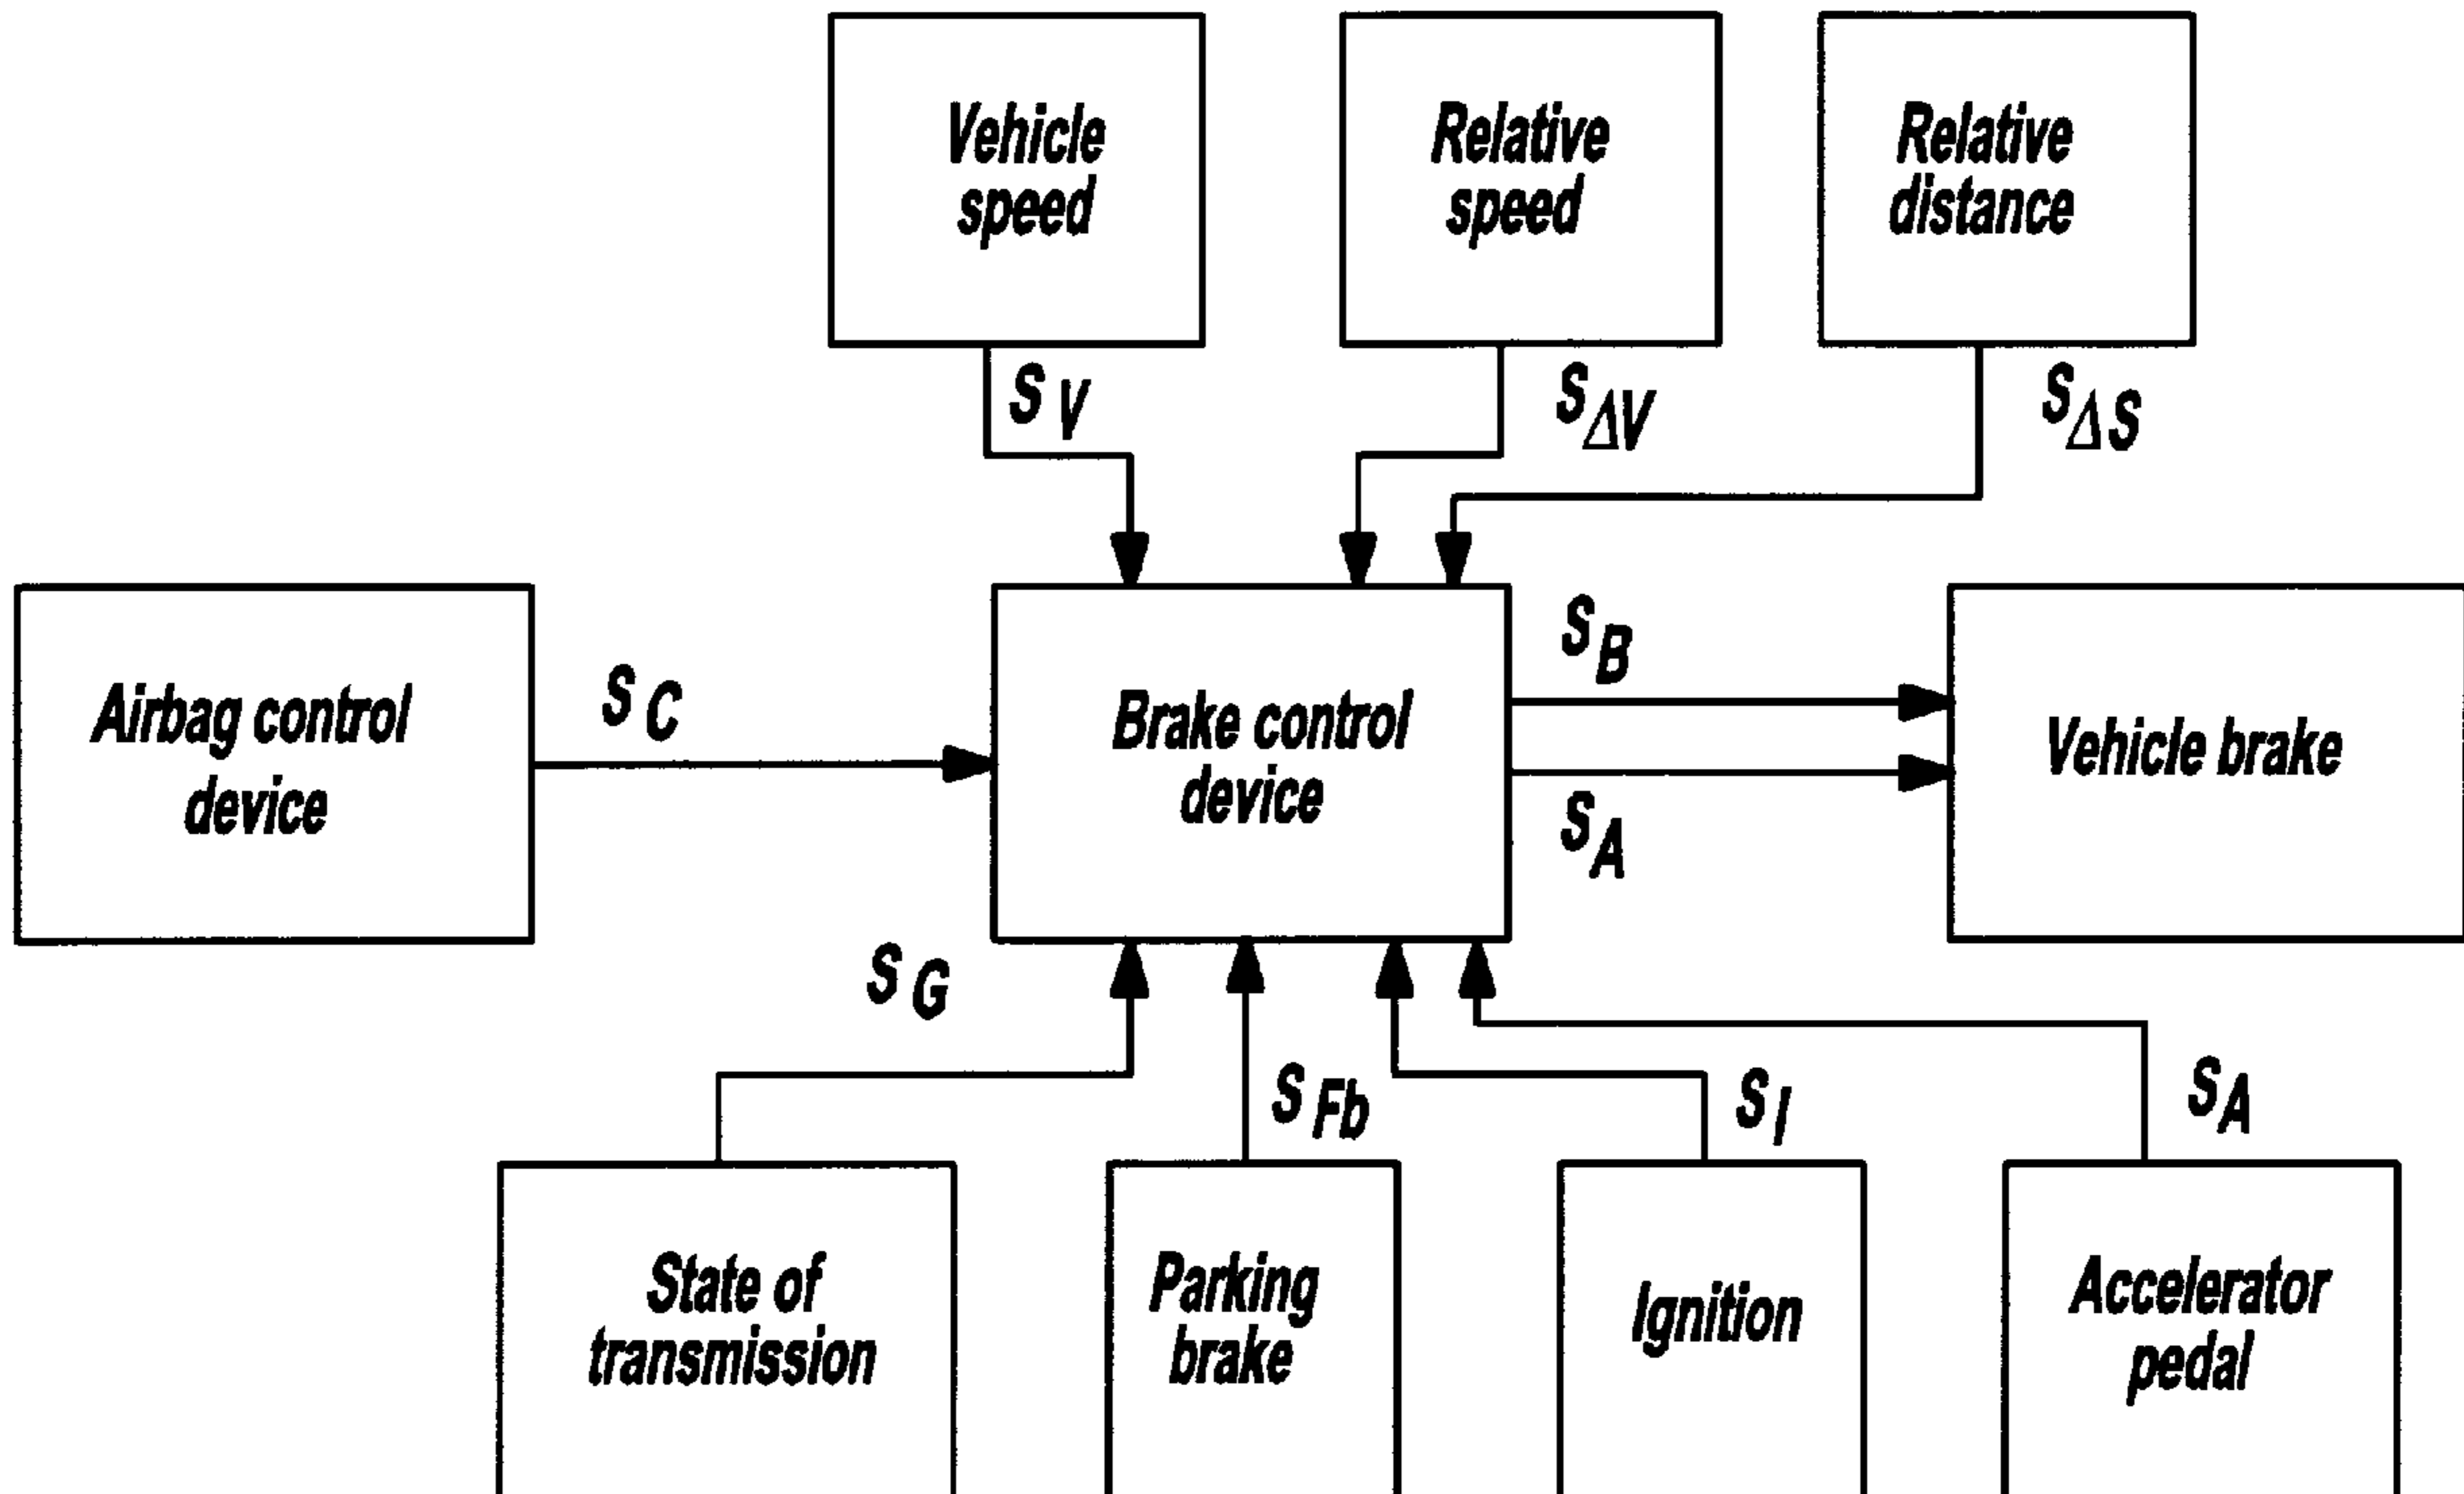 Vehicle
speed
Relative
speed
Relative
distance
S V
S ΔV
S ΔS
Airbag control
device
S C
Brake control
device
S B
S A
Vehicle brake
S G
S Fb
S I
S A
State of
transmission
Parking
brake
Ignition
Accelerator
pedal